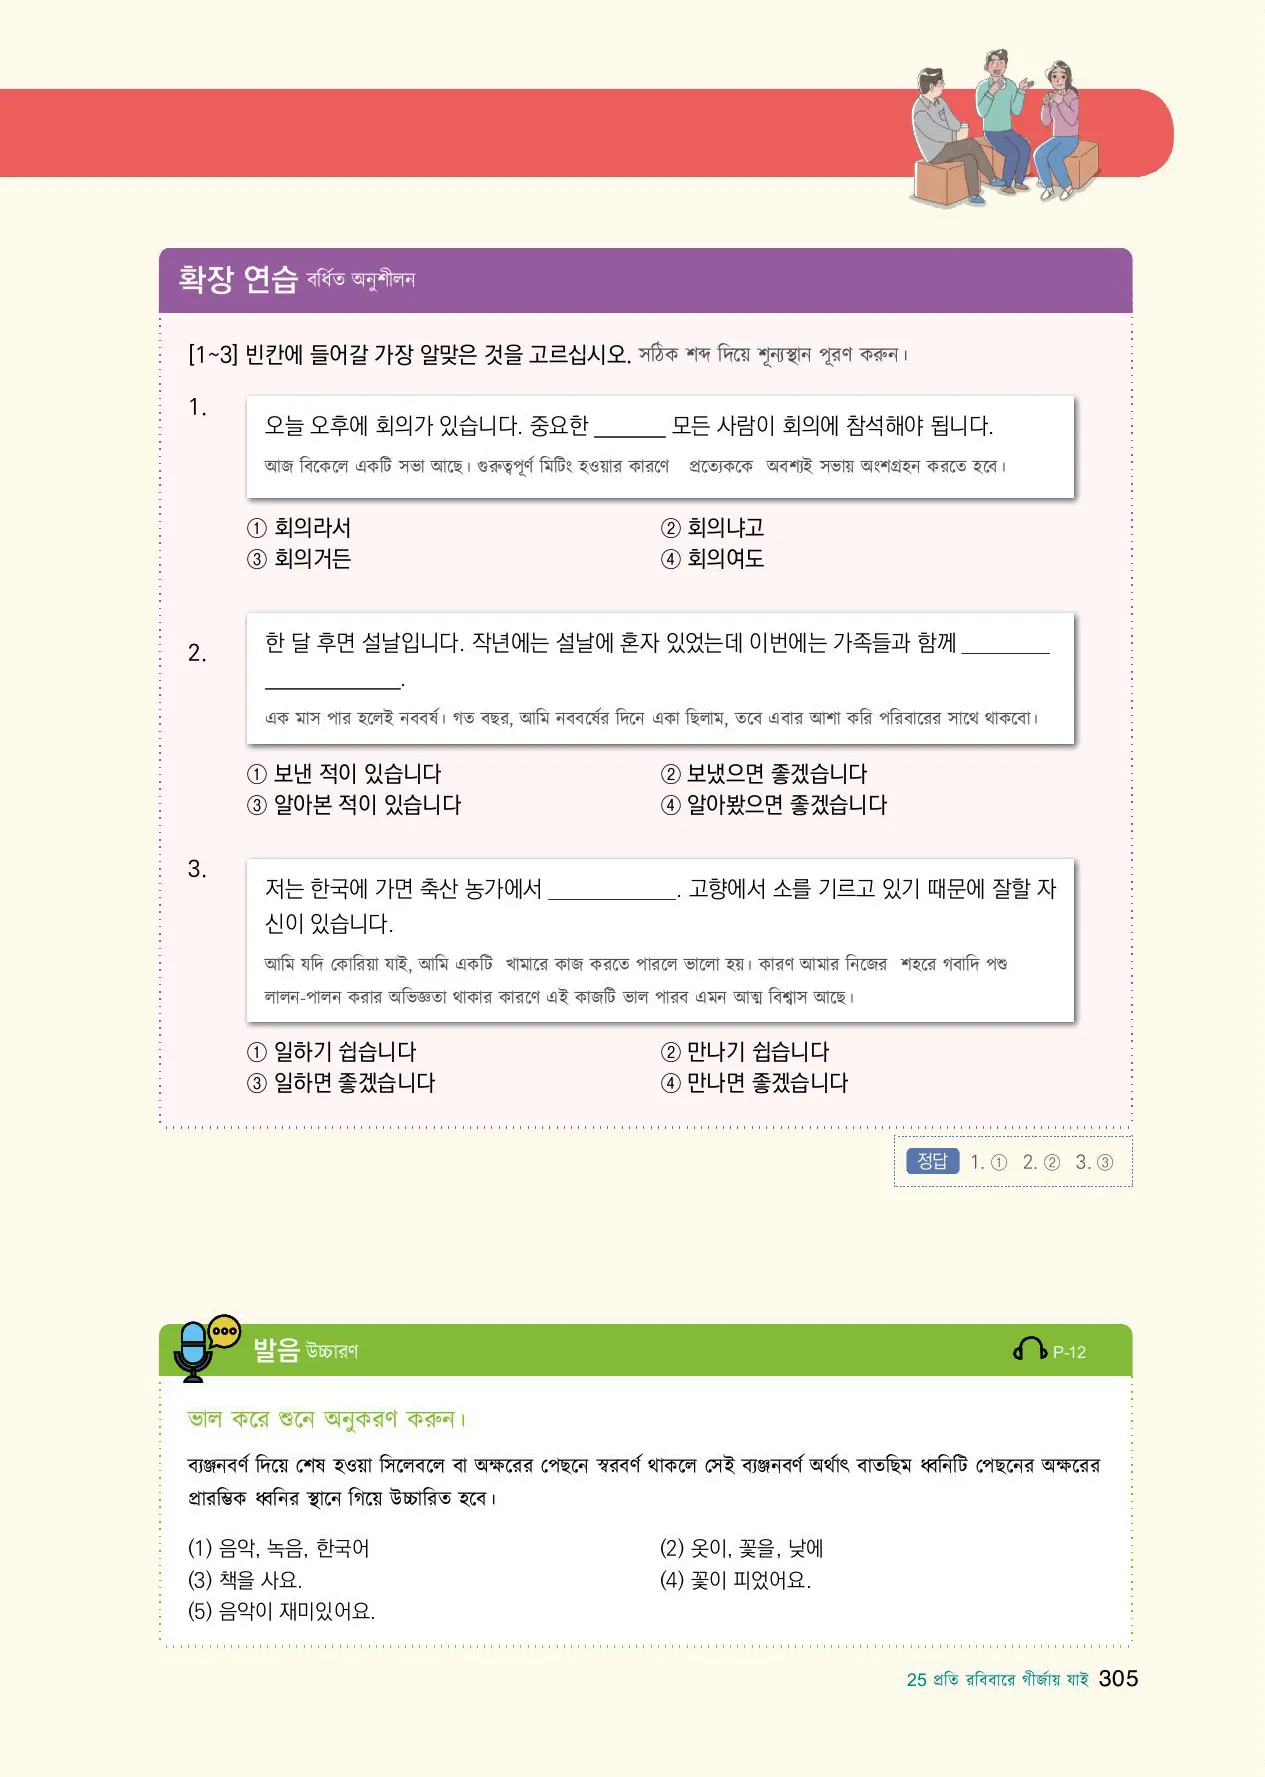 확장 연습 বর্ধিত অনুশীলন
[1~3] 빈칸에 들어갈 가장 알맞은 것을 고르십시오. সঠিক শব্দ দিয়ে শূন্যস্থান পূরণ করুন।
1.
오늘 오후에 회의가 있습니다. 중요한 ______ 모든 사람이 회의에 참석해야 됩니다.
আজ বিকেলে একটি সভা আছে। গুরুত্বপূর্ণ মিটিং হওয়ার কারণে প্রত্যেককে অবশ্যই সভায় অংশগ্রহন করতে হবে।
① 회의라서 ② 회의냐고
③ 회의거든 ④ 회의여도
2.
한 달 후면 설날입니다. 작년에는 설날에 혼자 있었는데 이번에는 가족들과 함께 ________
____________.
এক মাস পার হলেই নববর্ষ। গত বছর, আমি নববর্ষের দিনে একা ছিলাম, তবে এবার আশা করি পরিবারের সাথে থাকবো।
① 보낸 적이 있습니다 ② 보냈으면 좋겠습니다
③ 알아본 적이 있습니다 ④ 알아봤으면 좋겠습니다
3.
저는 한국에 가면 축산 농가에서 ___________. 고향에서 소를 기르고 있기 때문에 잘할 자
신이 있습니다.
আমি যদি কোরিয়া যাই, আমি একটি খামারে কাজ করতে পারলে ভালো হয়। কারণ আমার নিজের শহরে গবাদি পশু
লালন-পালন করার অভিজ্ঞতা থাকার কারণে এই কাজটি ভাল পারব এমন আত্ম বিশ্বাস আছে।
① 일하기 쉽습니다 ② 만나기 쉽습니다
③ 일하면 좋겠습니다 ④ 만나면 좋겠습니다
정답 1. ① 2. ② 3. ③
발음 উচ্চারণ P-12
ভাল করে শুনে অনুকরণ করুন।
ব্যঞ্জনবর্ণ দিয়ে শেষ হওয়া সিলেবলে বা অক্ষরের পেছনে স্বরবর্ণ থাকলে সেই ব্যঞ্জনবর্ণ অর্থাৎ বাতছিম ধ্বনিটি পেছনের অক্ষরের
প্রারম্ভিক ধ্বনির স্থানে গিয়ে উচ্চারিত হবে।
(1) 음악, 녹음, 한국어 (2) 옷이, 꽃을, 낮에
(3) 책을 사요. (4) 꽃이 피었어요.
(5) 음악이 재미있어요.
25 প্রতি রবিবারে গীর্জায় যাই 305